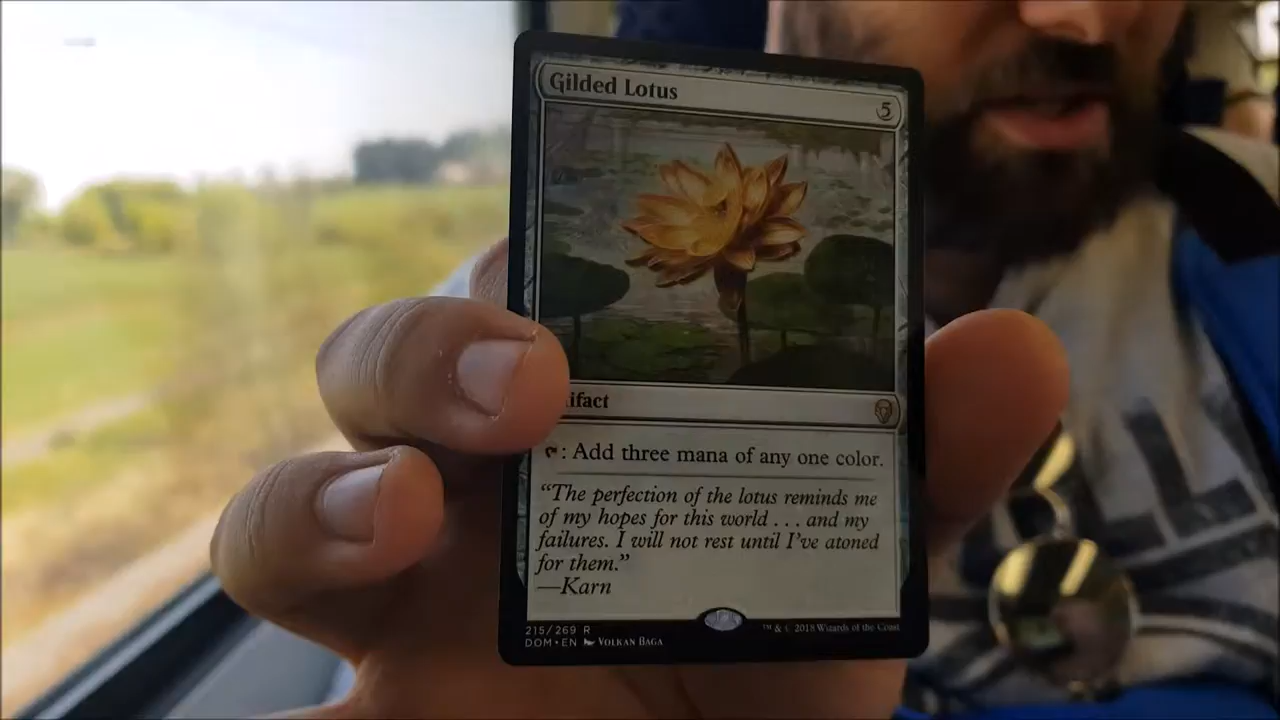 Gilded Lotus 5
ifact
: Add three mana of any one color.
“The perfection of the lotus reminds me
of my hopes for this world . . . and my
failures. I will not rest until I’ve atoned
for them.”
—Karn
215/269 R
™ & © 2018 Wizards of the Coast
DOM • EN VOLKAN BAGA